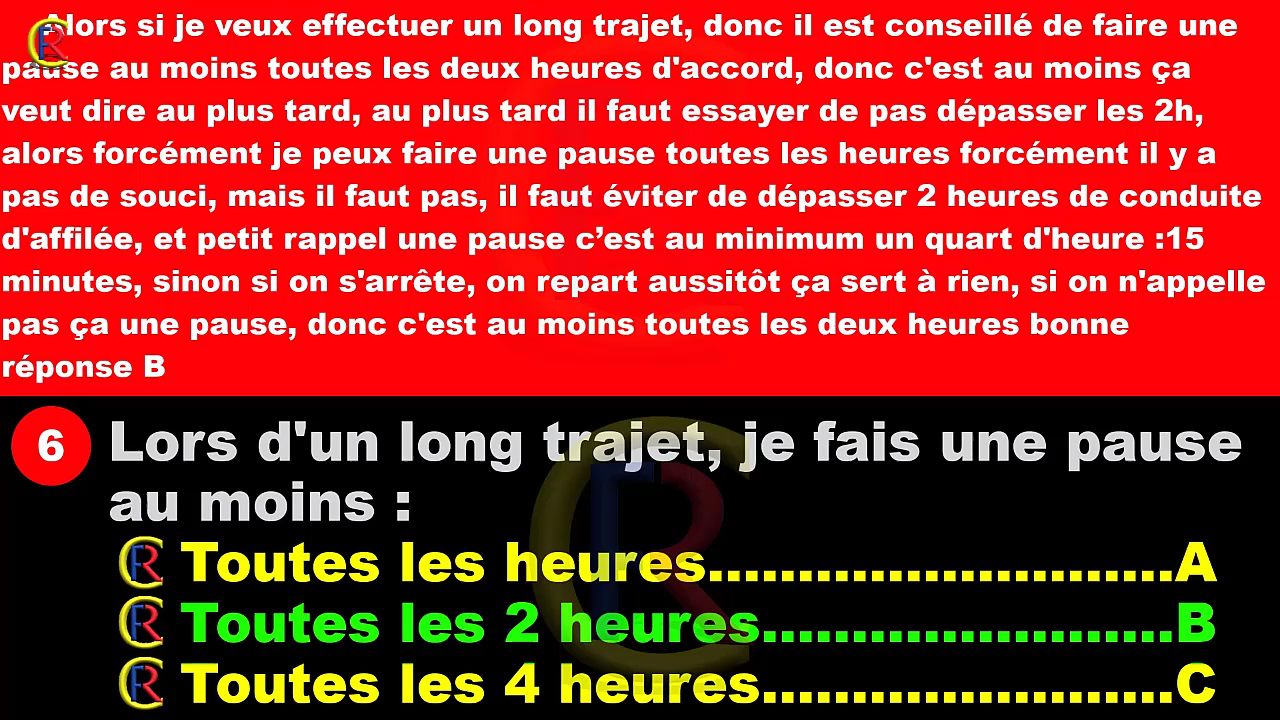 Alors si je veux effectuer un long trajet, donc il est conseillé de faire une
pause au moins toutes les deux heures d'accord, donc c'est au moins ça
veut dire au plus tard, au plus tard il faut essayer de pas dépasser les 2h,
alors forcément je peux faire une pause toutes les heures forcément il y a
pas de souci, mais il faut pas, il faut éviter de dépasser 2 heures de conduite
d'affilée, et petit rappel une pause c’est au minimum un quart d'heure :15
minutes, sinon si on s'arrête, on repart aussitôt ça sert à rien, si on n'appelle
pas ça une pause, donc c'est au moins toutes les deux heures bonne
réponse B
6 Lors d'un long trajet, je fais une pause
au moins :
Toutes les heures..........................A
Toutes les 2 heures.......................B
Toutes les 4 heures.......................C